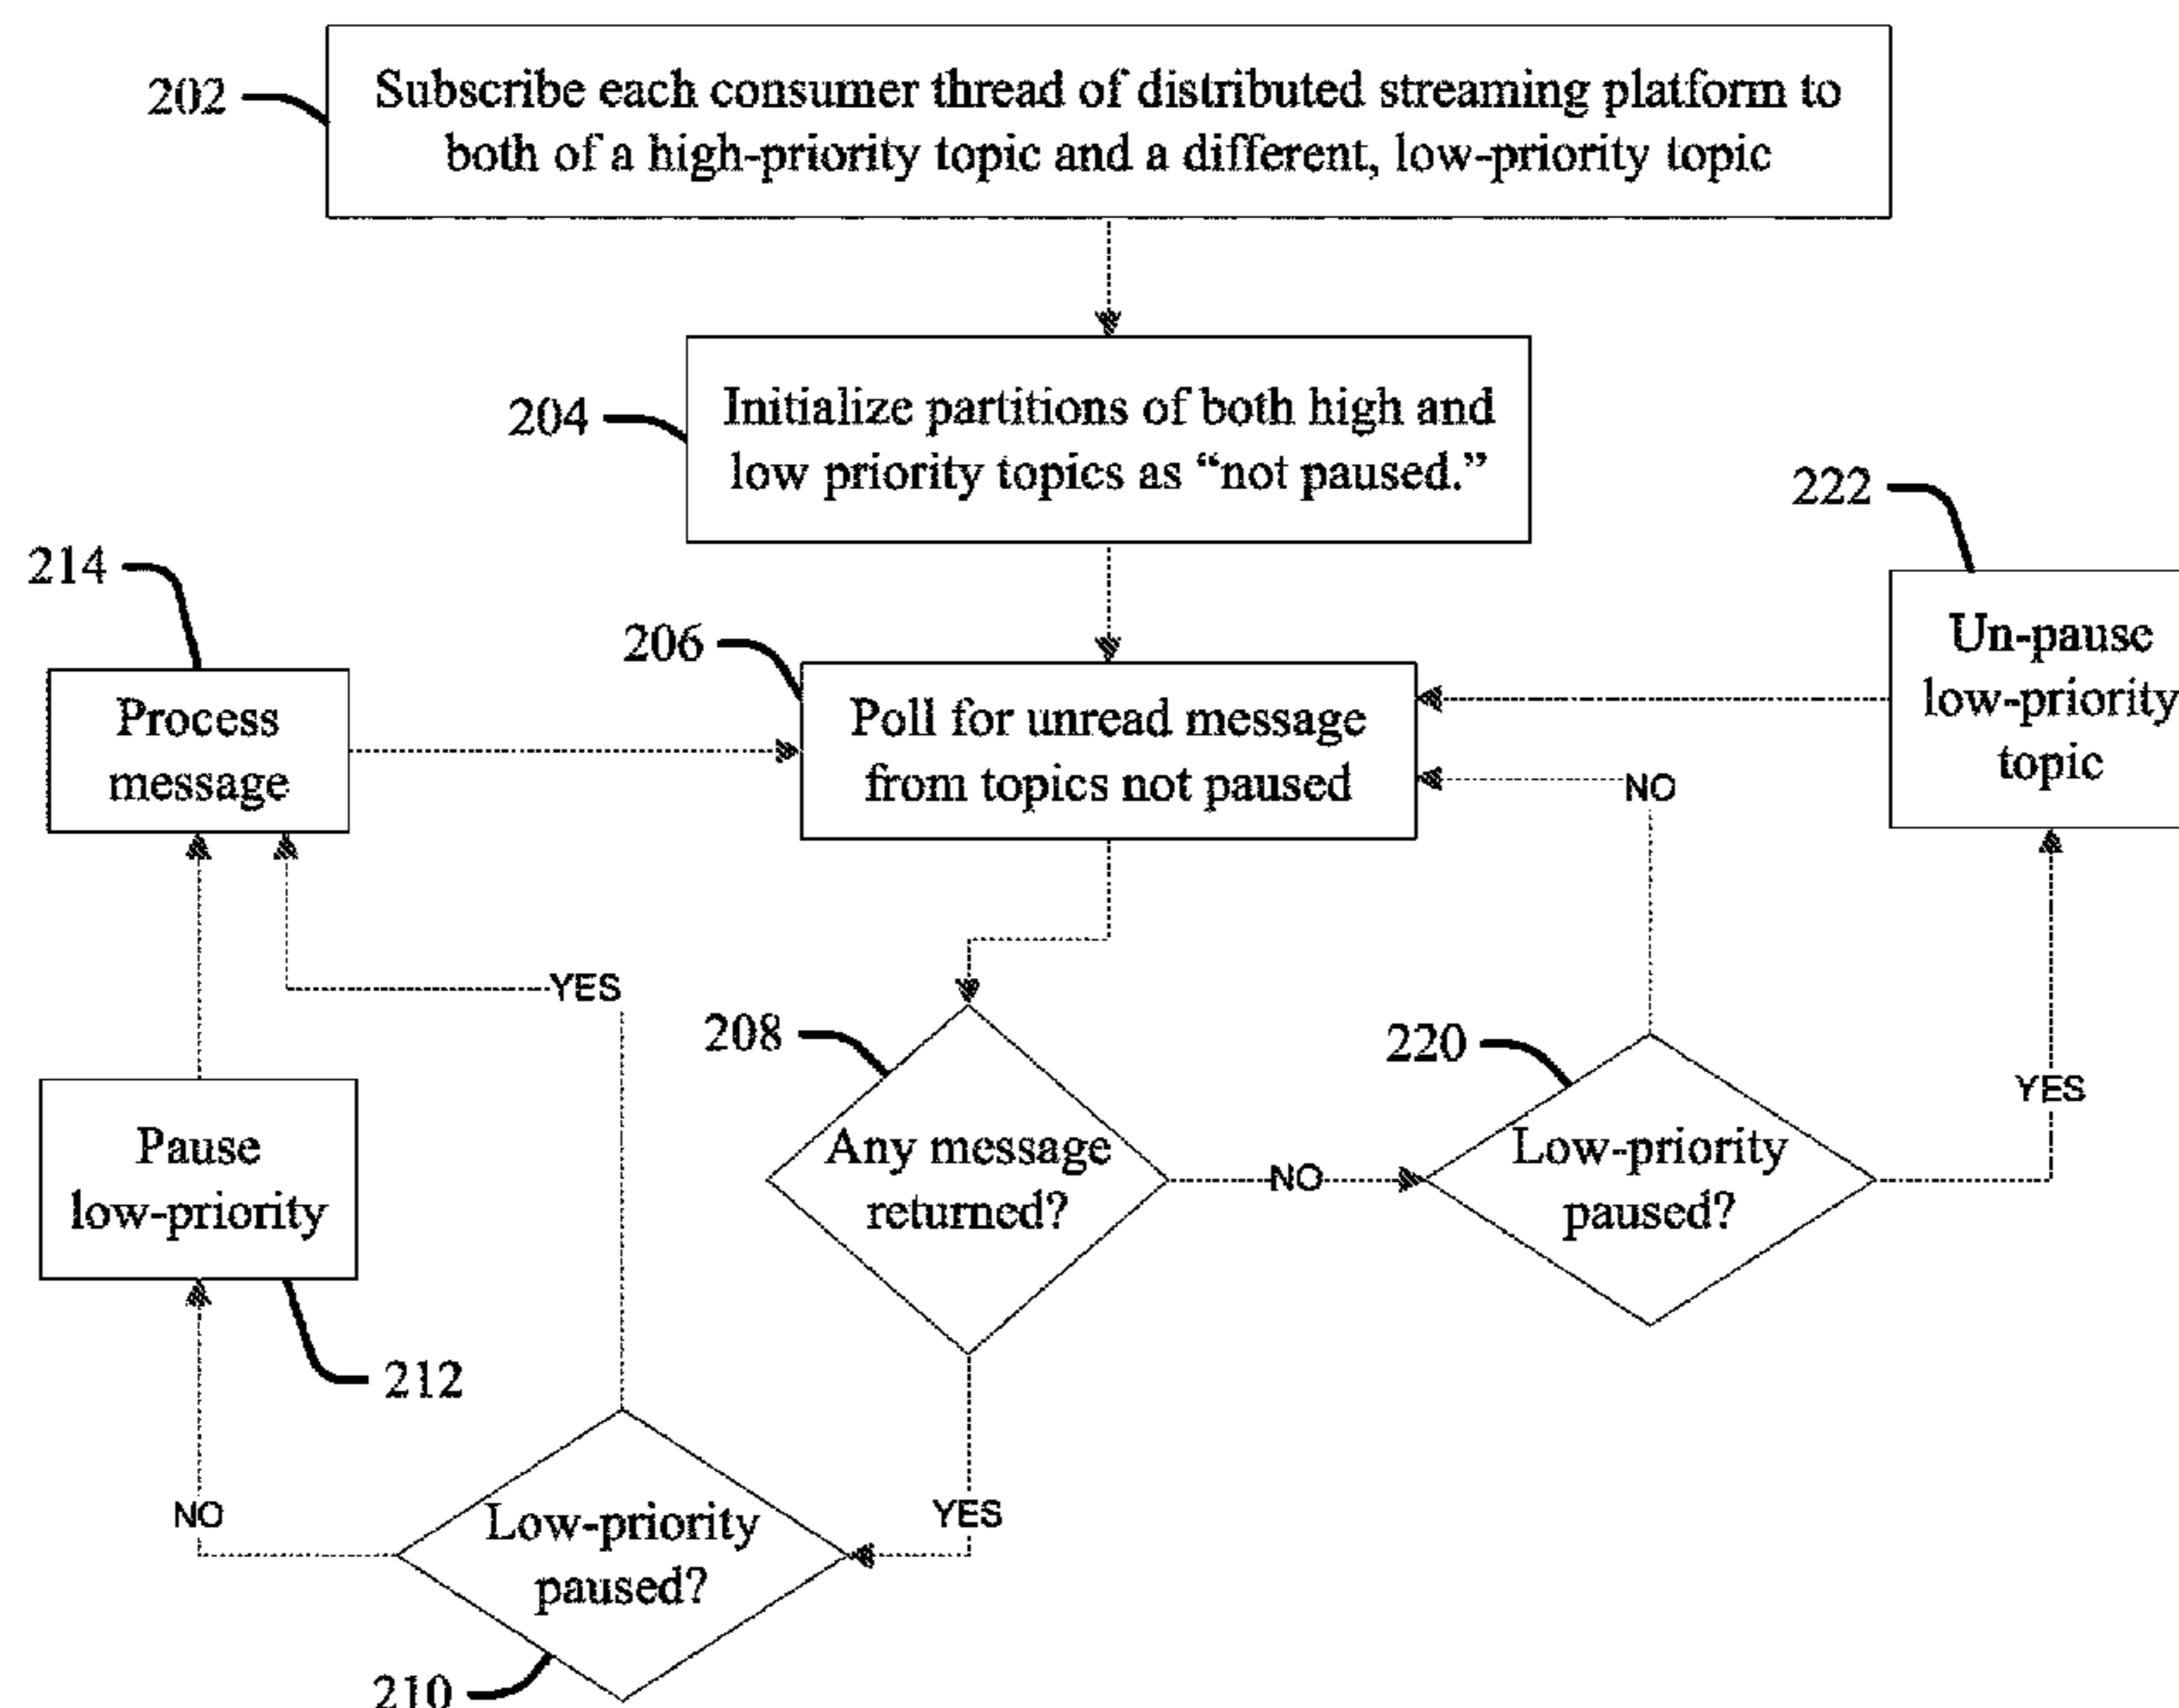 202
Subscribe each consumer thread of distributed streaming platform to
both of a high-priority topic and a different, low-priority topic
204
Initialize partitions of both high and
low priority topics as “not paused.”
222
Un-pause
low-priority
topic
214
Process
message
206
Poll for unread message
from topics not paused
NO
YES
208
Any message
returned?
NO
220
Low-priority
paused?
YES
Pause
low-priority
212
NO
YES
Low-priority
paused?
210